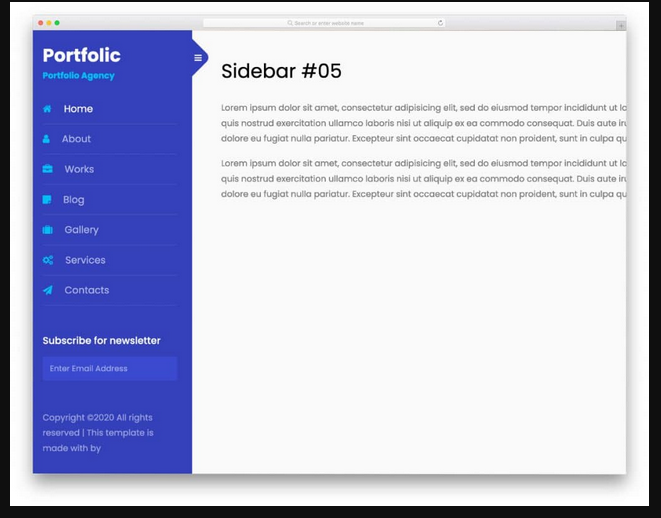 Search or enter website name
Portfolic
Portfolio Agency
Home
About
Works
Blog
Gallery
Services
Contacts
Subscribe for newsletter
Enter Email Address
Copyright ©2020 All rights
reserved | This template is
made with by
Sidebar #05
Lorem ipsum dolor sit amet, consectetur adipisicing elit, sed do eiusmod tempor incididunt ut la
quis nostrud exercitation ullamco laboris nisi ut aliquip ex ea commodo consequat. Duis aute in
dolore eu fugiat nulla pariatur. Excepteur sint occaecat cupidatat non proident, sunt in culpa qu
Lorem ipsum dolor sit amet, consectetur adipisicing elit, sed do eiusmod tempor incididunt ut la
quis nostrud exercitation ullamco laboris nisi ut aliquip ex ea commodo consequat. Duis aute in
dolore eu fugiat nulla pariatur. Excepteur sint occaecat cupidatat non proident, sunt in culpa qu